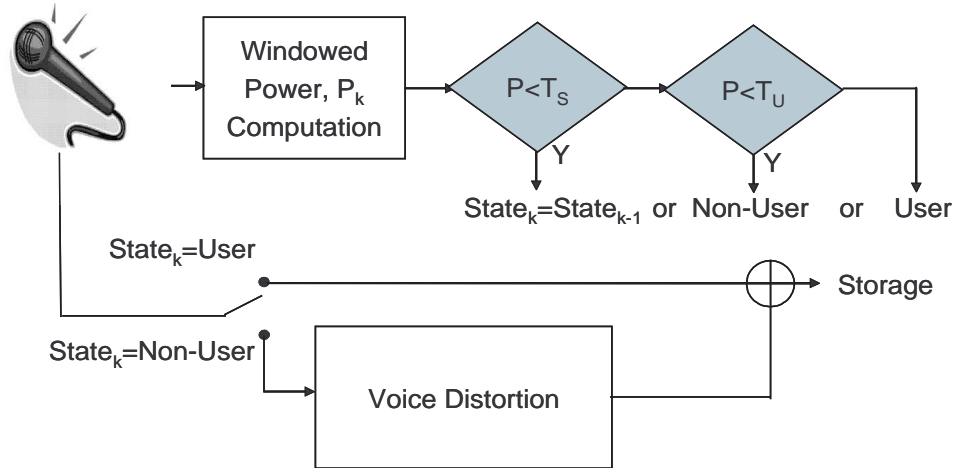 Windowed
Power, Pk
Computation
P<TS
P<TU
Y
Y
Statek=Statek-1 or Non-User or User
Statek=User
Storage
Statek=Non-User
Voice Distortion